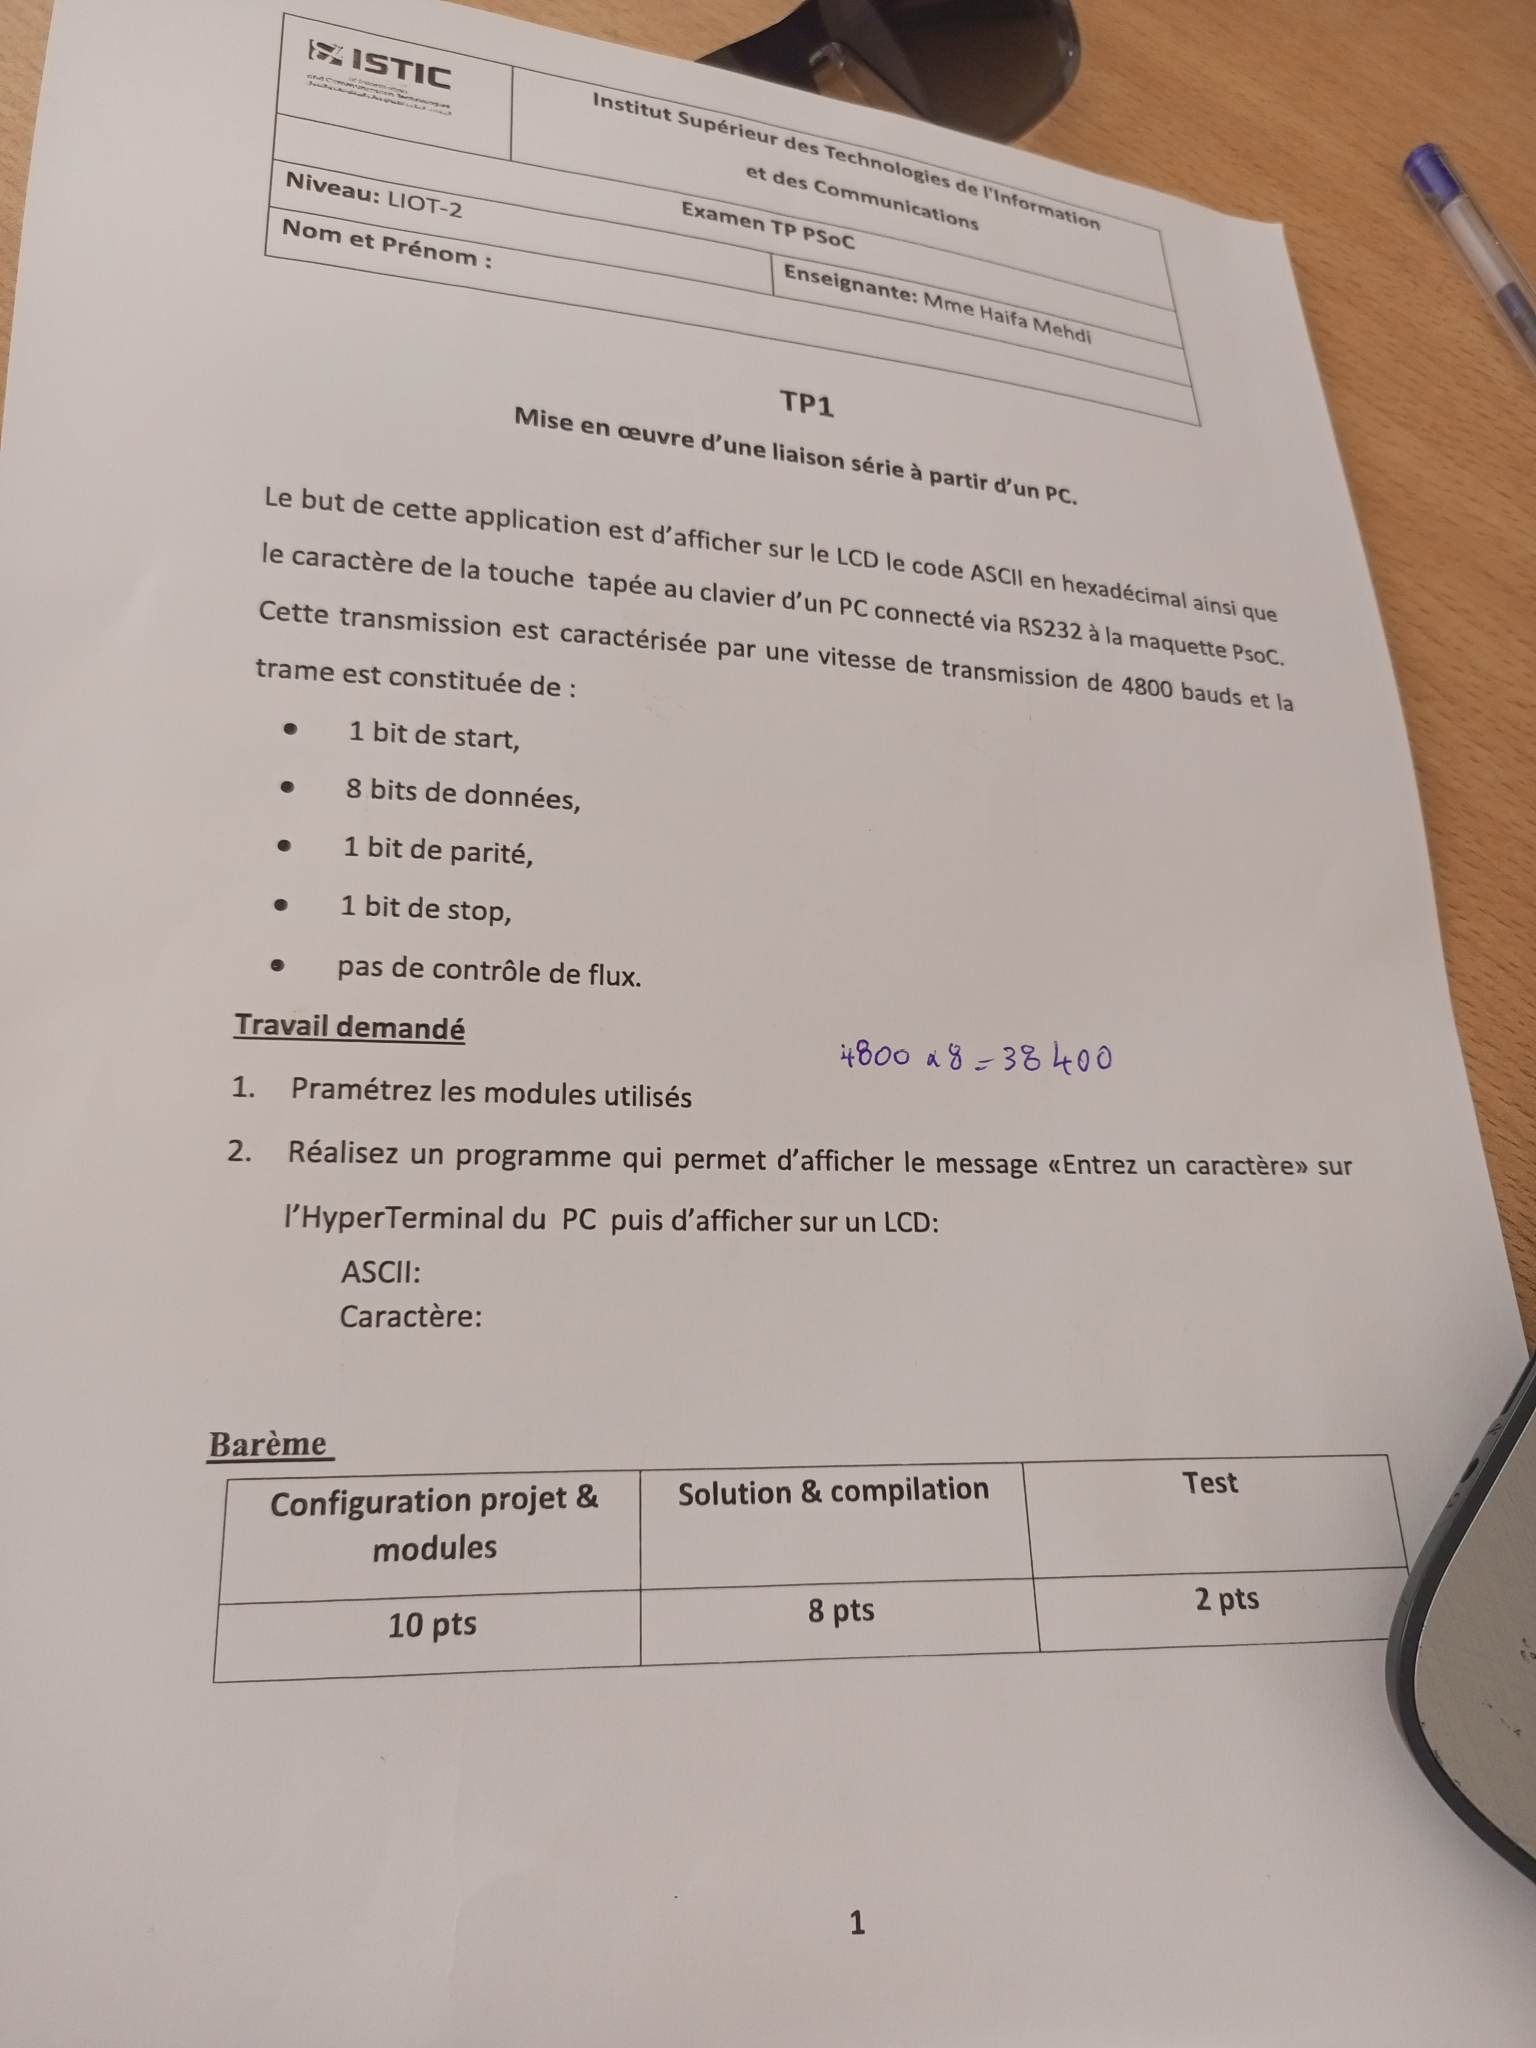 ISTIC
Institut Supérieur des Technologies de l'Information
et des Communications
Examen TP PSoC
Niveau: LIOT-2
Enseignante: Mme Haifa Mehdi
Nom et Prénom :
TP1
Mise en œuvre d'une liaison série à partir d'un PC.
Le but de cette application est d'afficher sur le LCD le code ASCII en hexadécimal ainsi que
le caractère de la touche tapée au clavier d'un PC connecté via RS232 à la maquette PsoC.
Cette transmission est caractérisée par une vitesse de transmission de 4800 bauds et la
trame est constituée de :
• 1 bit de start,
• 8 bits de données,
• 1 bit de parité,
• 1 bit de stop,
• pas de contrôle de flux.
Travail demandé
4800 x 8 = 38 400
1. Pramétrez les modules utilisés
2. Réalisez un programme qui permet d'afficher le message «Entrez un caractère» sur
l'HyperTerminal du PC puis d'afficher sur un LCD:
ASCII:
Caractère:
Barème
Configuration projet &
modules
Solution & compilation
Test
10 pts
8 pts
2 pts
1